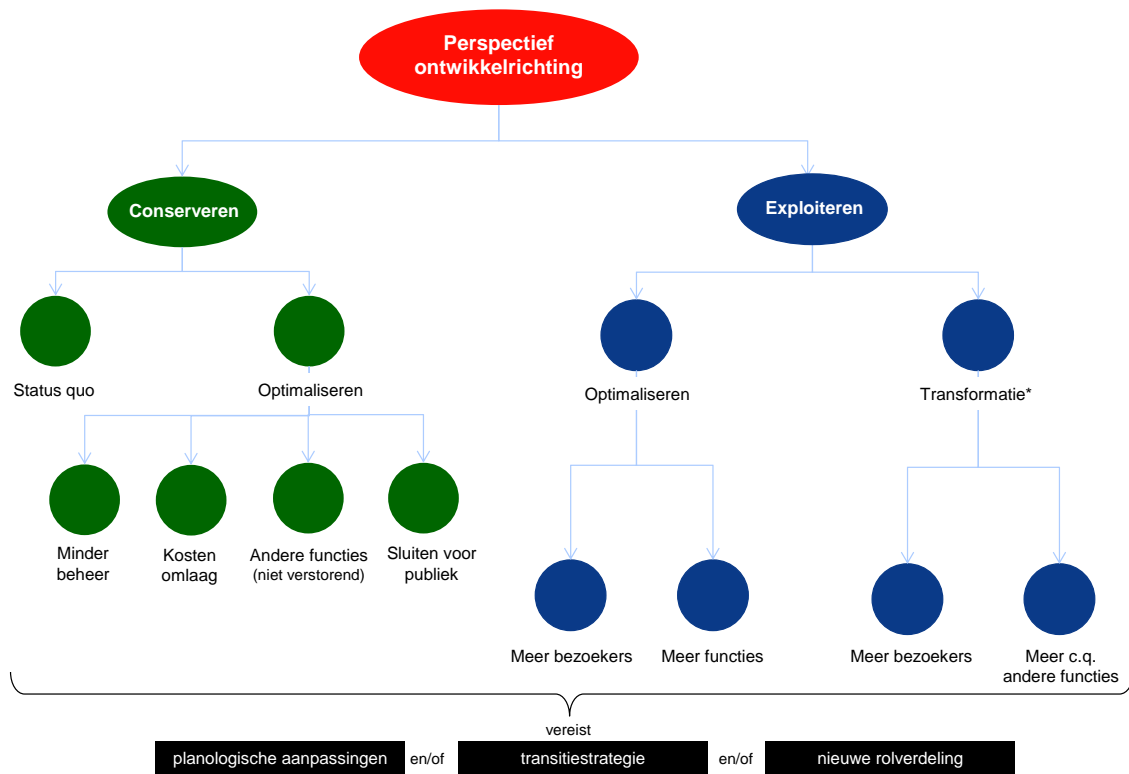 Perspectief
ontwikkelrichting
Conserveren
Exploiteren
Status quo
Optimaliseren
Optimaliseren
Transformatie*
Minder
beheer
Kosten
omlaag
Andere functies
(niet verstorend)
Sluiten voor
publiek
Meer bezoekers
Meer functies
Meer bezoekers
Meer c.q.
andere functies
vereist
planologische aanpassingen en/of transitiestrategie en/of nieuwe rolverdeling